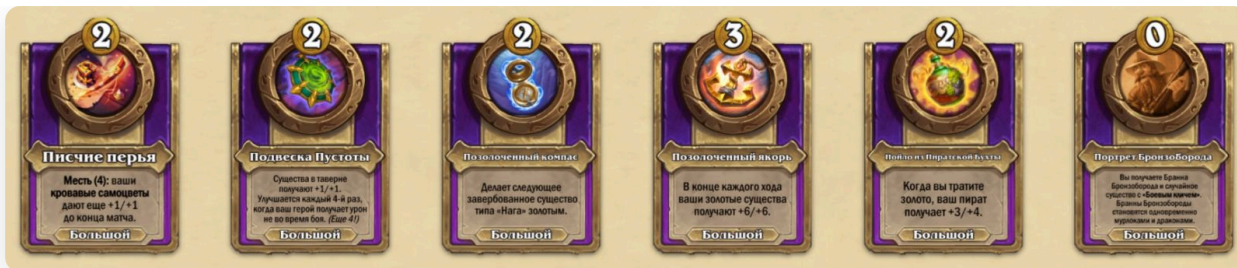 2
Писчие перья
Месть (4): ваши
кровавые самоцветы
дают еще +1/+1
до конца матча.
Большой
2
Подвеска Пустоты
Существа в таверне
получают +1/+1.
Улучшается каждый 4-й раз,
когда ваш герой получает урон
не во время боя. (Еще 4!)
Большой
2
Позолоченный компас
Делает следующее
завербованное существо
типа «Нага» золотым.
Большой
3
Позолоченный якорь
В конце каждого хода
ваши золотые существа
получают +6/+6.
Большой
2
Пойло из Пиратской Бухты
Когда вы тратите
золото, ваш пират
получает +3/+4.
Большой
0
Портрет Бронзоборода
Вы получаете Бранна
Бронзоборода и случайное
существо с «Боевым кличем».
Бранны Бронзобороды
становятся одновременно
мурлоками и драконами.
Большой